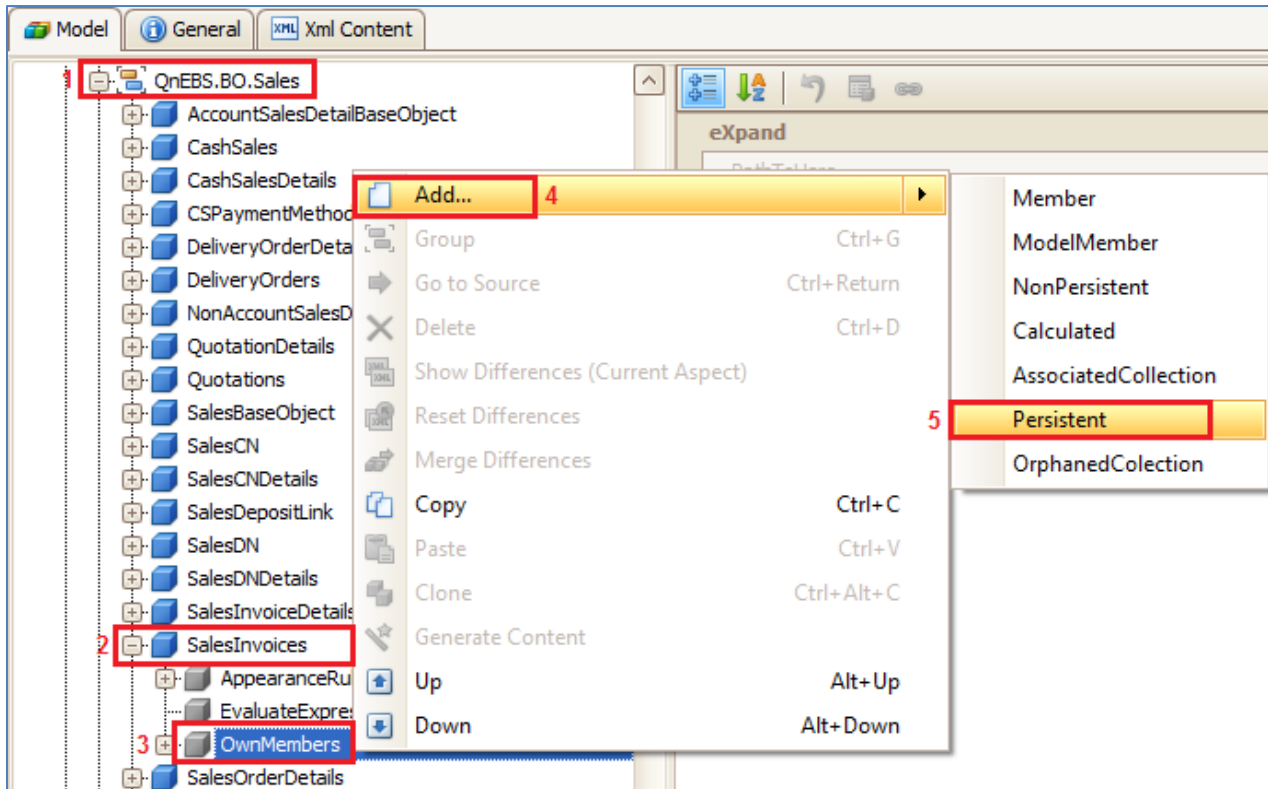 Model General XML Xml Content
1 QnEBS.BO.Sales
AccountSalesDetailBaseObject
CashSales
CashSalesDetails
CSPaymentMethod
DeliveryOrderDeta
DeliveryOrders
NonAccountSalesD
QuotationDetails
Quotations
SalesBaseObject
SalesCN
SalesCNDetails
SalesDepositLink
SalesDN
SalesDNDetails
SalesInvoiceDetails
2 SalesInvoices
AppearanceRu
EvaluateExpres
3 OwnMembers
SalesOrderDetails
eXpand
Add... 4
Group Ctrl+G
Go to Source Ctrl+Return
Delete Ctrl+D
Show Differences (Current Aspect)
Reset Differences
Merge Differences
Copy Ctrl+C
Paste Ctrl+V
Clone Ctrl+Alt+C
Generate Content
Up Alt+Up
Down Alt+Down
Member
ModelMember
NonPersistent
Calculated
AssociatedCollection
5 Persistent
OrphanedColection